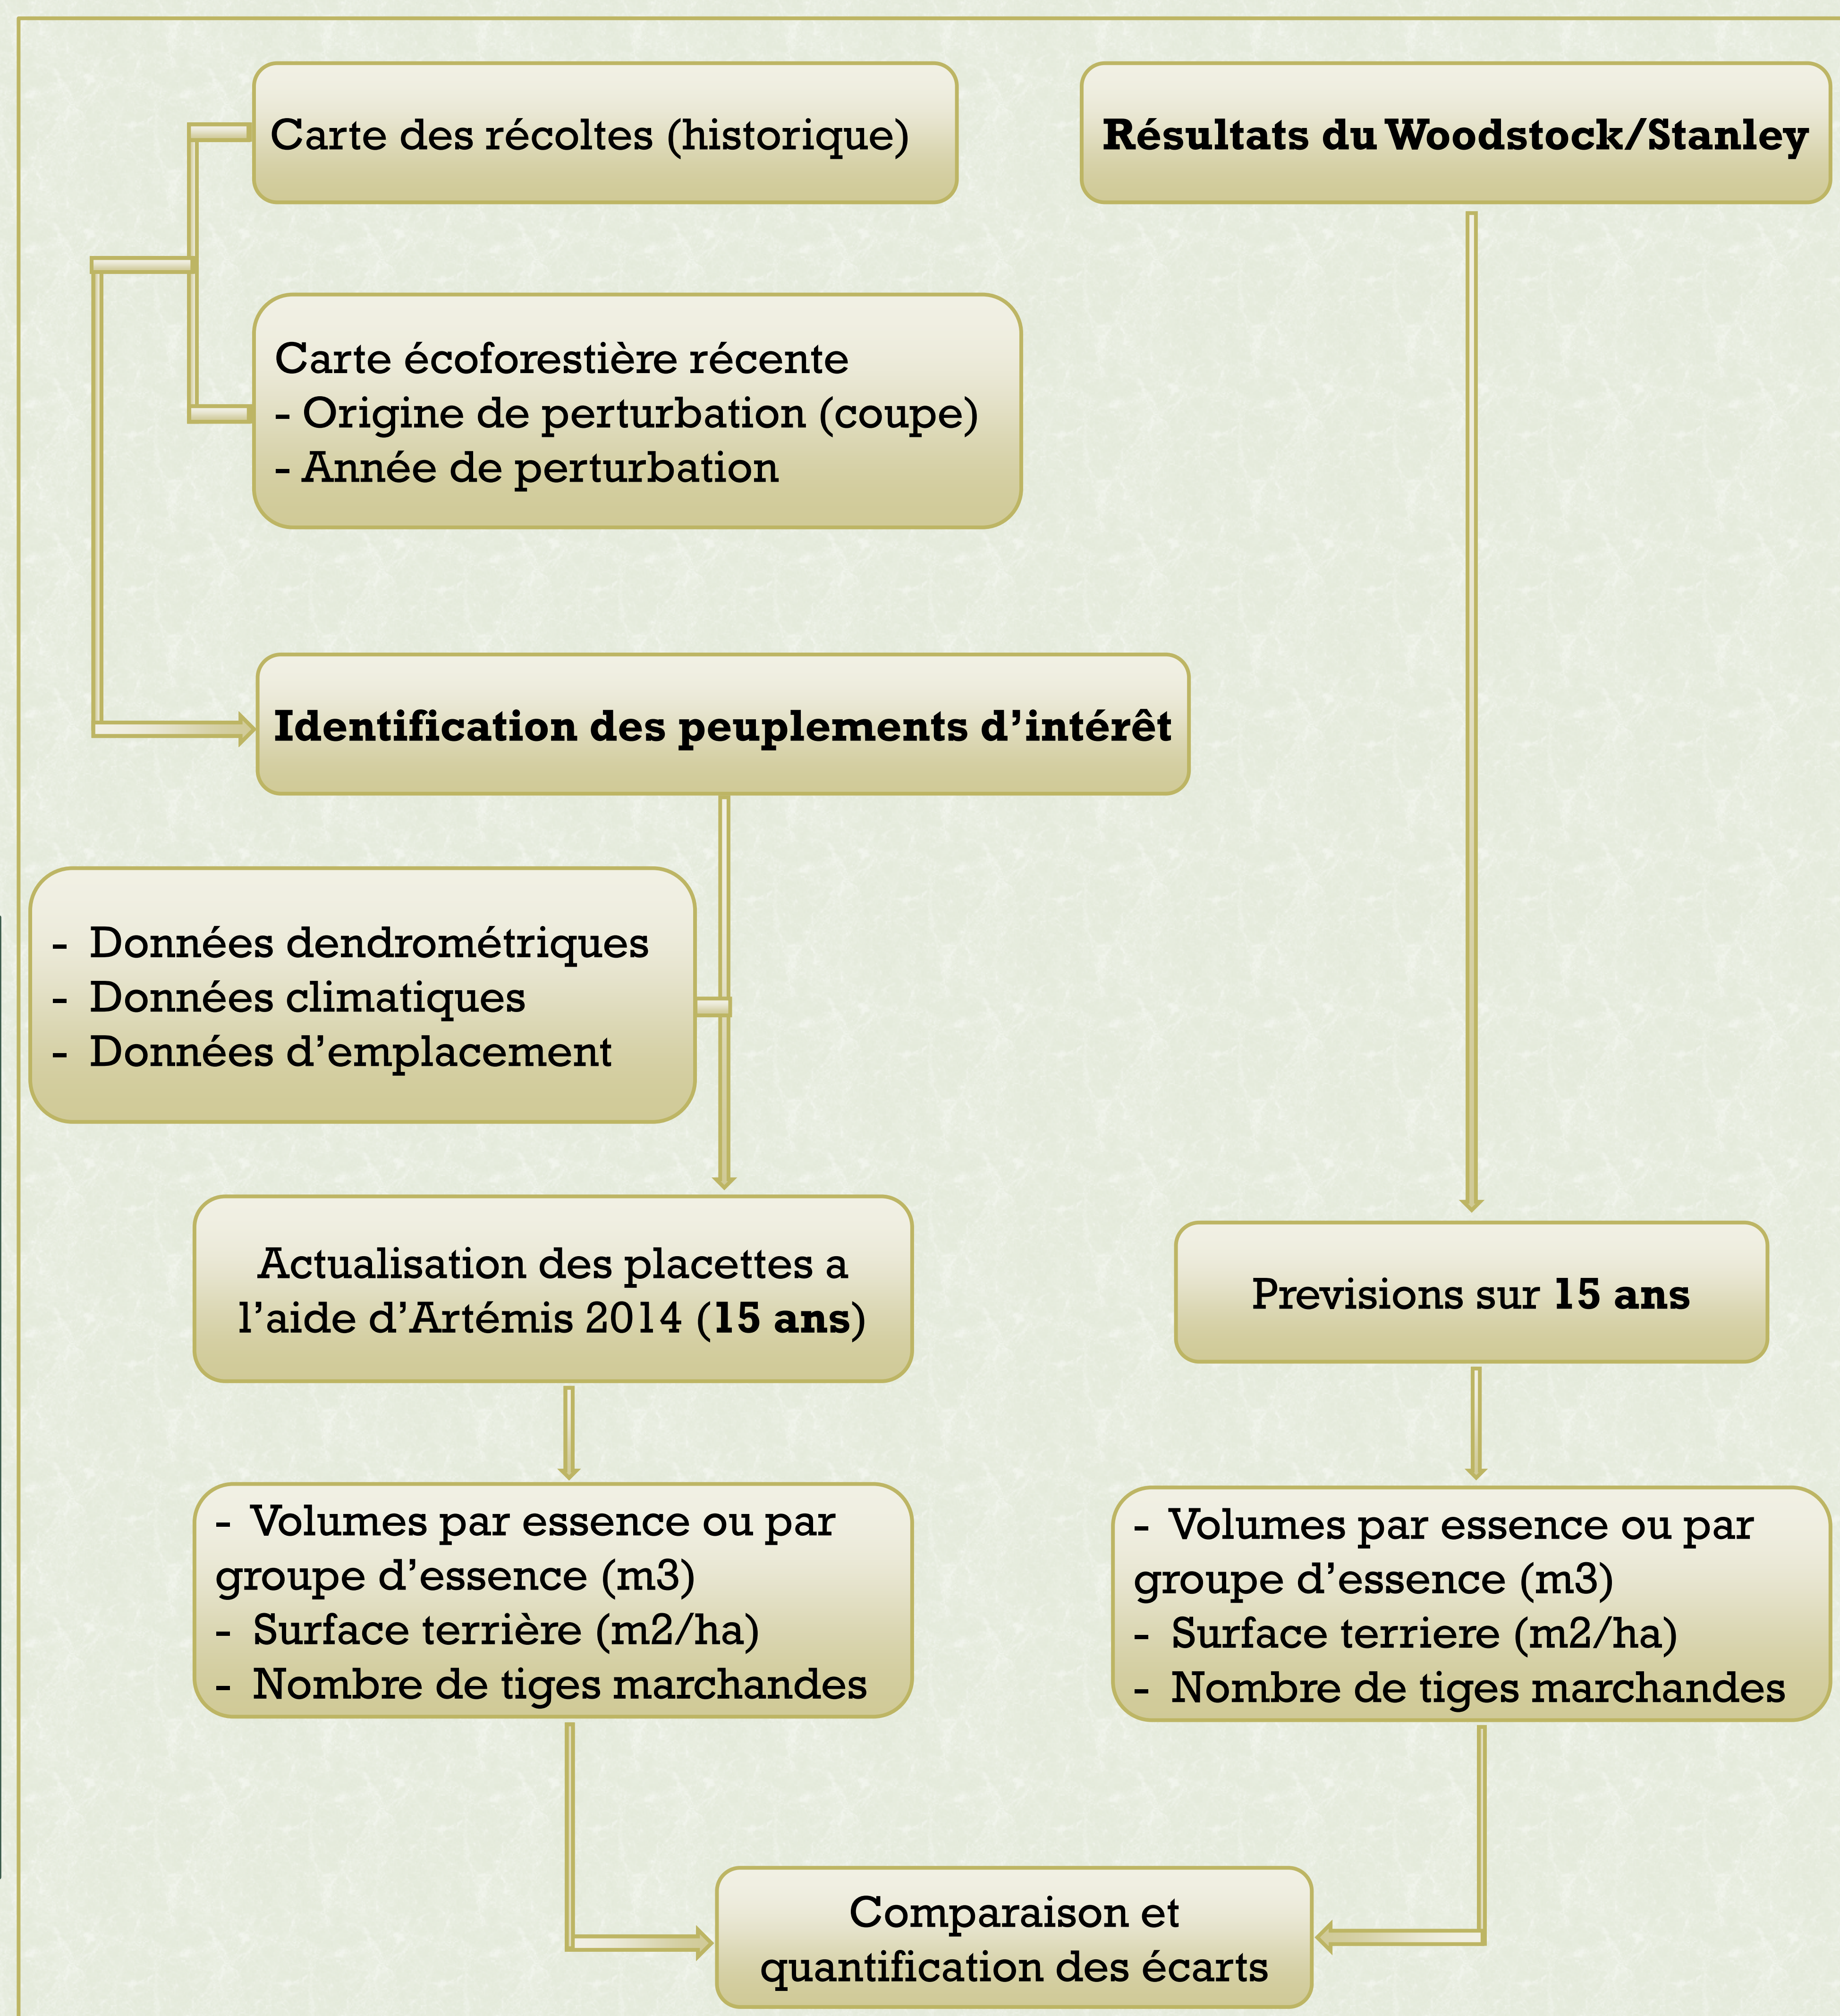 Carte des récoltes (historique)
Résultats du Woodstock/Stanley
Carte écoforestière récente
- Origine de perturbation (coupe)
- Année de perturbation
Identification des peuplements d’intérêt
- Données dendrométriques
- Données climatiques
- Données d’emplacement
Actualisation des placettes a
l’aide d’Artémis 2014 (15 ans)
Previsions sur 15 ans
- Volumes par essence ou par
groupe d’essence (m3)
- Surface terrière (m2/ha)
- Nombre de tiges marchandes
- Volumes par essence ou par
groupe d’essence (m3)
- Surface terriere (m2/ha)
- Nombre de tiges marchandes
Comparaison et
quantification des écarts